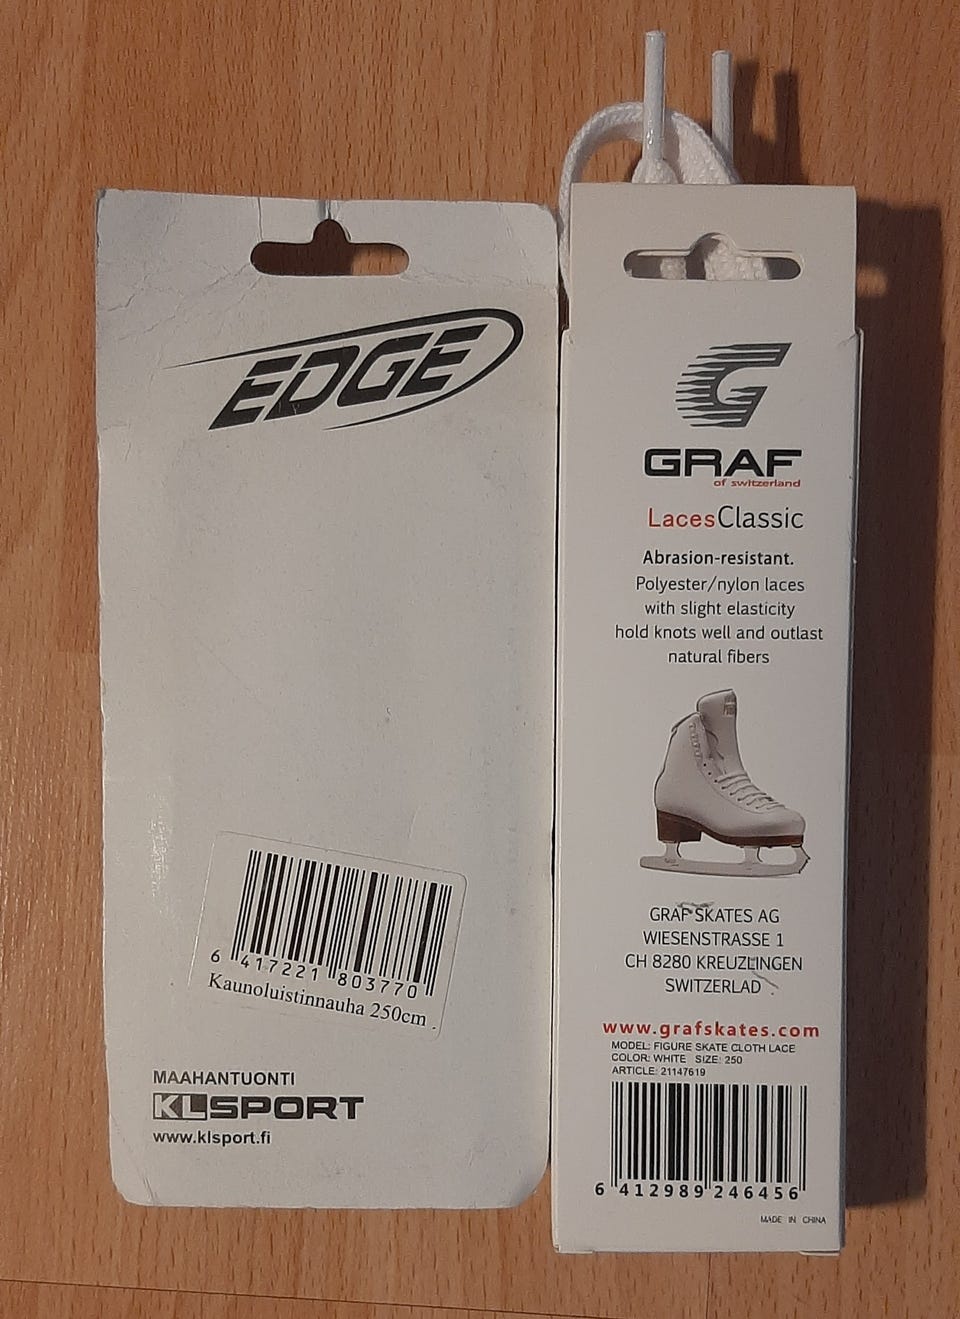 EDGE
6 417221 803770
Kaunoluistinnauha 250cm
MAAHANTUONTI
KLSPORT
www.klsport.fi
G
GRAF
of switzerland
LacesClassic
Abrasion-resistant.
Polyester/nylon laces
with slight elasticity
hold knots well and outlast
natural fibers
GRAF SKATES AG
WIESENSTRASSE 1
CH 8280 KREUZLINGEN
SWITZERLAD
www.grafskates.com
MODEL: FIGURE SKATE CLOTH LACE
COLOR: WHITE SIZE: 250
ARTICLE: 21147619
6 412989 246456
MADE IN CHINA